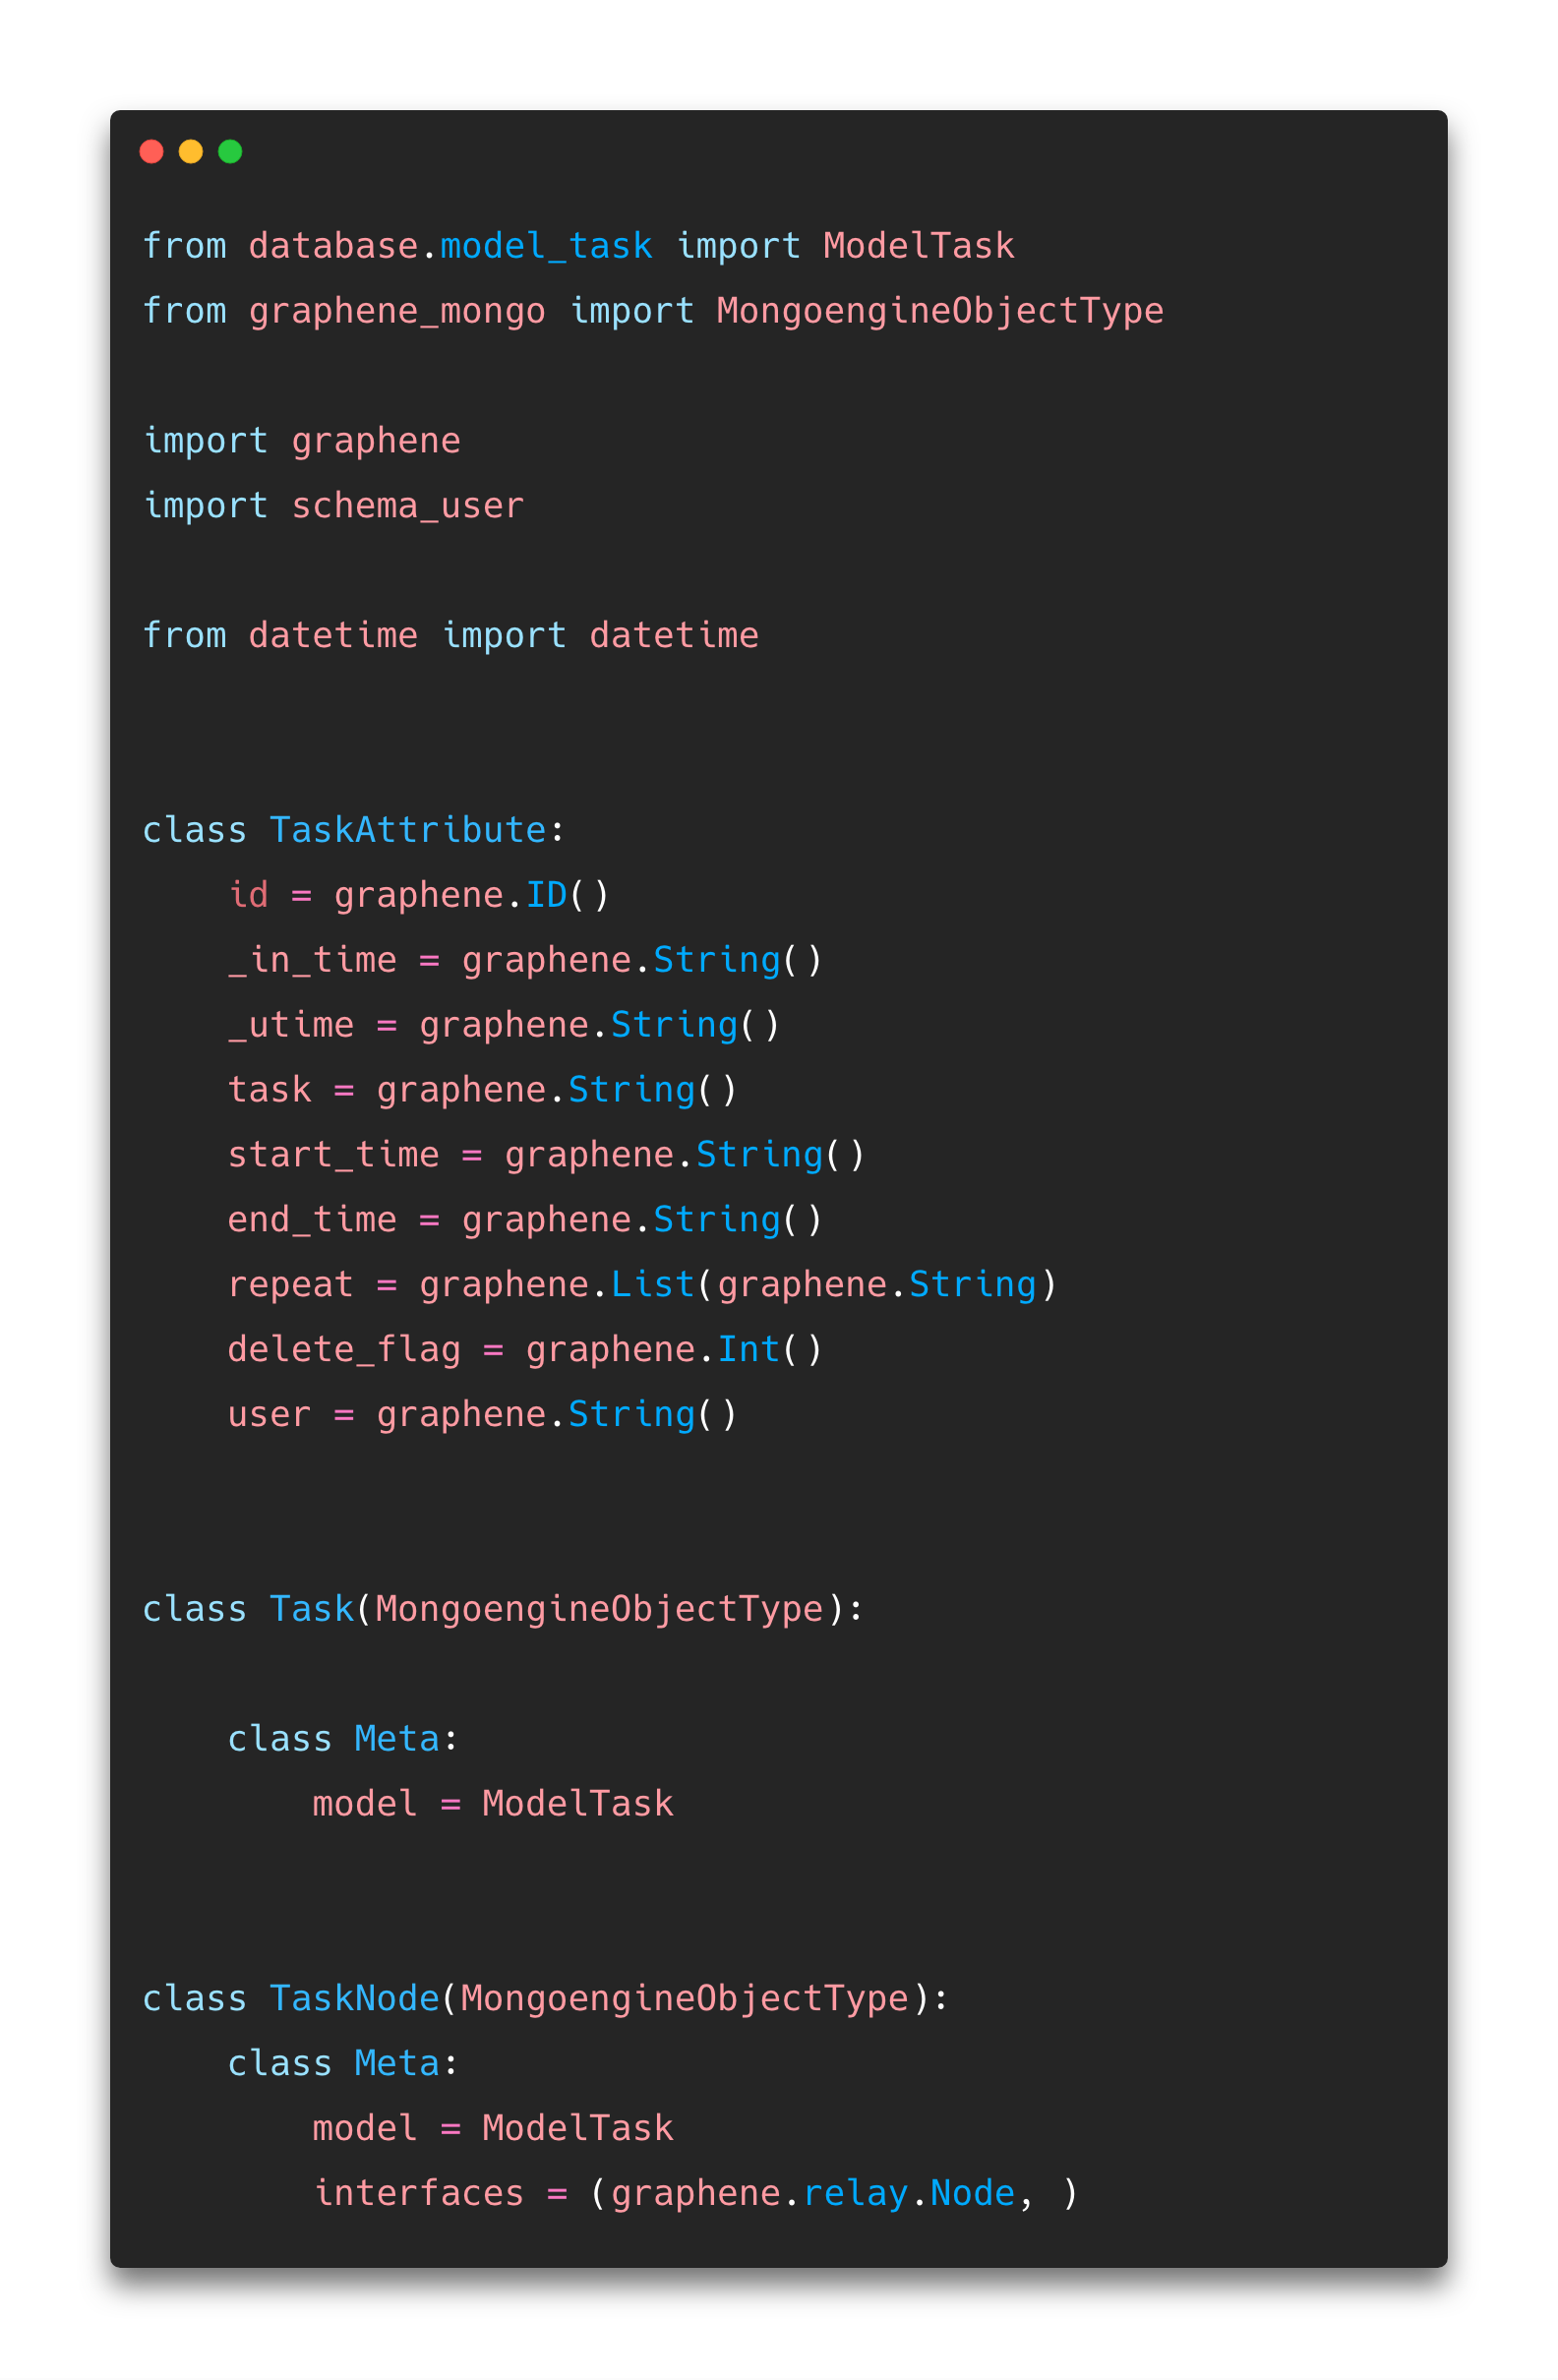 from database.model_task import ModelTask
from graphene_mongo import MongoengineObjectType
import graphene
import schema_user
from datetime import datetime
class TaskAttribute:
    id = graphene.ID()
    _in_time = graphene.String()
    _utime = graphene.String()
    task = graphene.String()
    start_time = graphene.String()
    end_time = graphene.String()
    repeat = graphene.List(graphene.String)
    delete_flag = graphene.Int()
    user = graphene.String()
class Task(MongoengineObjectType):
    class Meta:
        model = ModelTask
class TaskNode(MongoengineObjectType):
    class Meta:
        model = ModelTask
        interfaces = (graphene.relay.Node, )